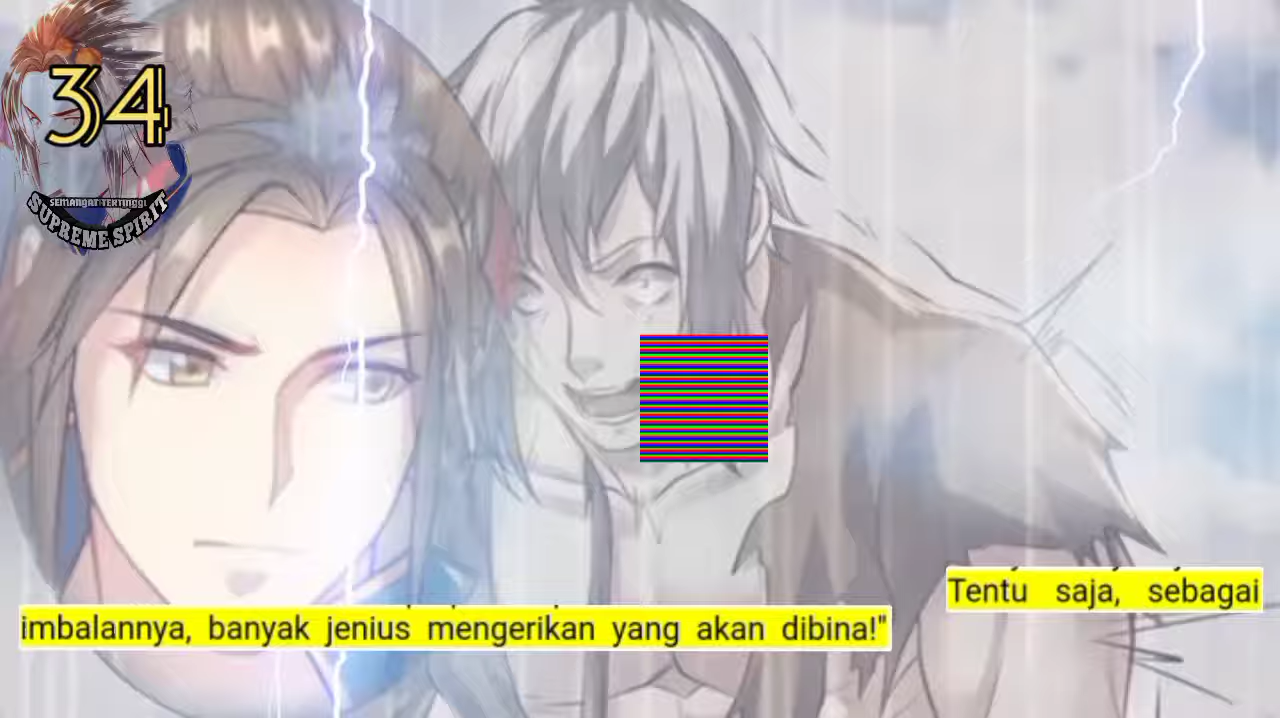 34
SEMANGAT TERTINGGI
SUPREME SPIRIT
Tentu saja, sebagai
imbalannya, banyak jenius mengerikan yang akan dibina!"